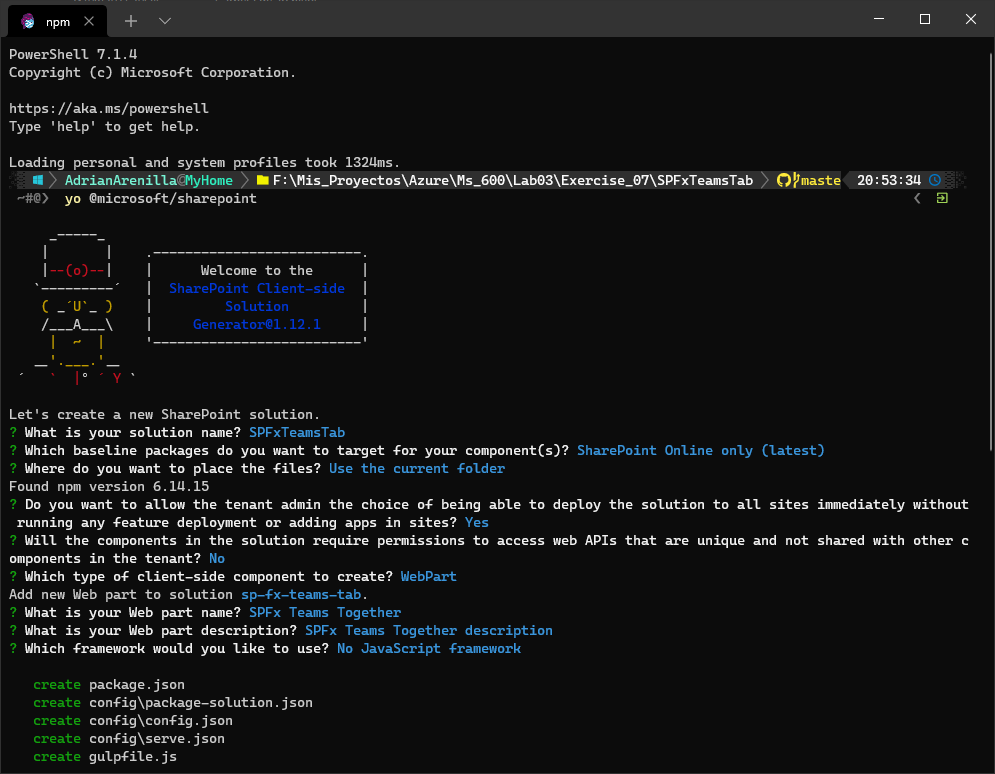 npm
PowerShell 7.1.4
Copyright (c) Microsoft Corporation.
https://aka.ms/powershell
Type 'help' to get help.
Loading personal and system profiles took 1324ms.
AdrianArenilla@MyHome F:\Mis_Proyectos\Azure\Ms_600\Lab03\Exercise_07\SPFxTeamsTab maste 20:53:34
~#@❯ yo @microsoft/sharepoint
     _-----_
    |       |    .--------------------------.
    |--(o)--|    |      Welcome to the      |
   `---------´   |  SharePoint Client-side  |
    ( _´U`_ )    |         Solution         |
    /___A___\    |     Generator@1.12.1     |
     |  ~  |     '--------------------------'
   __'.___.'__
 ´   `  |° ´ Y `
Let's create a new SharePoint solution.
? What is your solution name? SPFxTeamsTab
? Which baseline packages do you want to target for your component(s)? SharePoint Online only (latest)
? Where do you want to place the files? Use the current folder
Found npm version 6.14.15
? Do you want to allow the tenant admin the choice of being able to deploy the solution to all sites immediately without
 running any feature deployment or adding apps in sites? Yes
? Will the components in the solution require permissions to access web APIs that are unique and not shared with other c
omponents in the tenant? No
? Which type of client-side component to create? WebPart
Add new Web part to solution sp-fx-teams-tab.
? What is your Web part name? SPFx Teams Together
? What is your Web part description? SPFx Teams Together description
? Which framework would you like to use? No JavaScript framework
create package.json
create config\package-solution.json
create config\config.json
create config\serve.json
create gulpfile.js